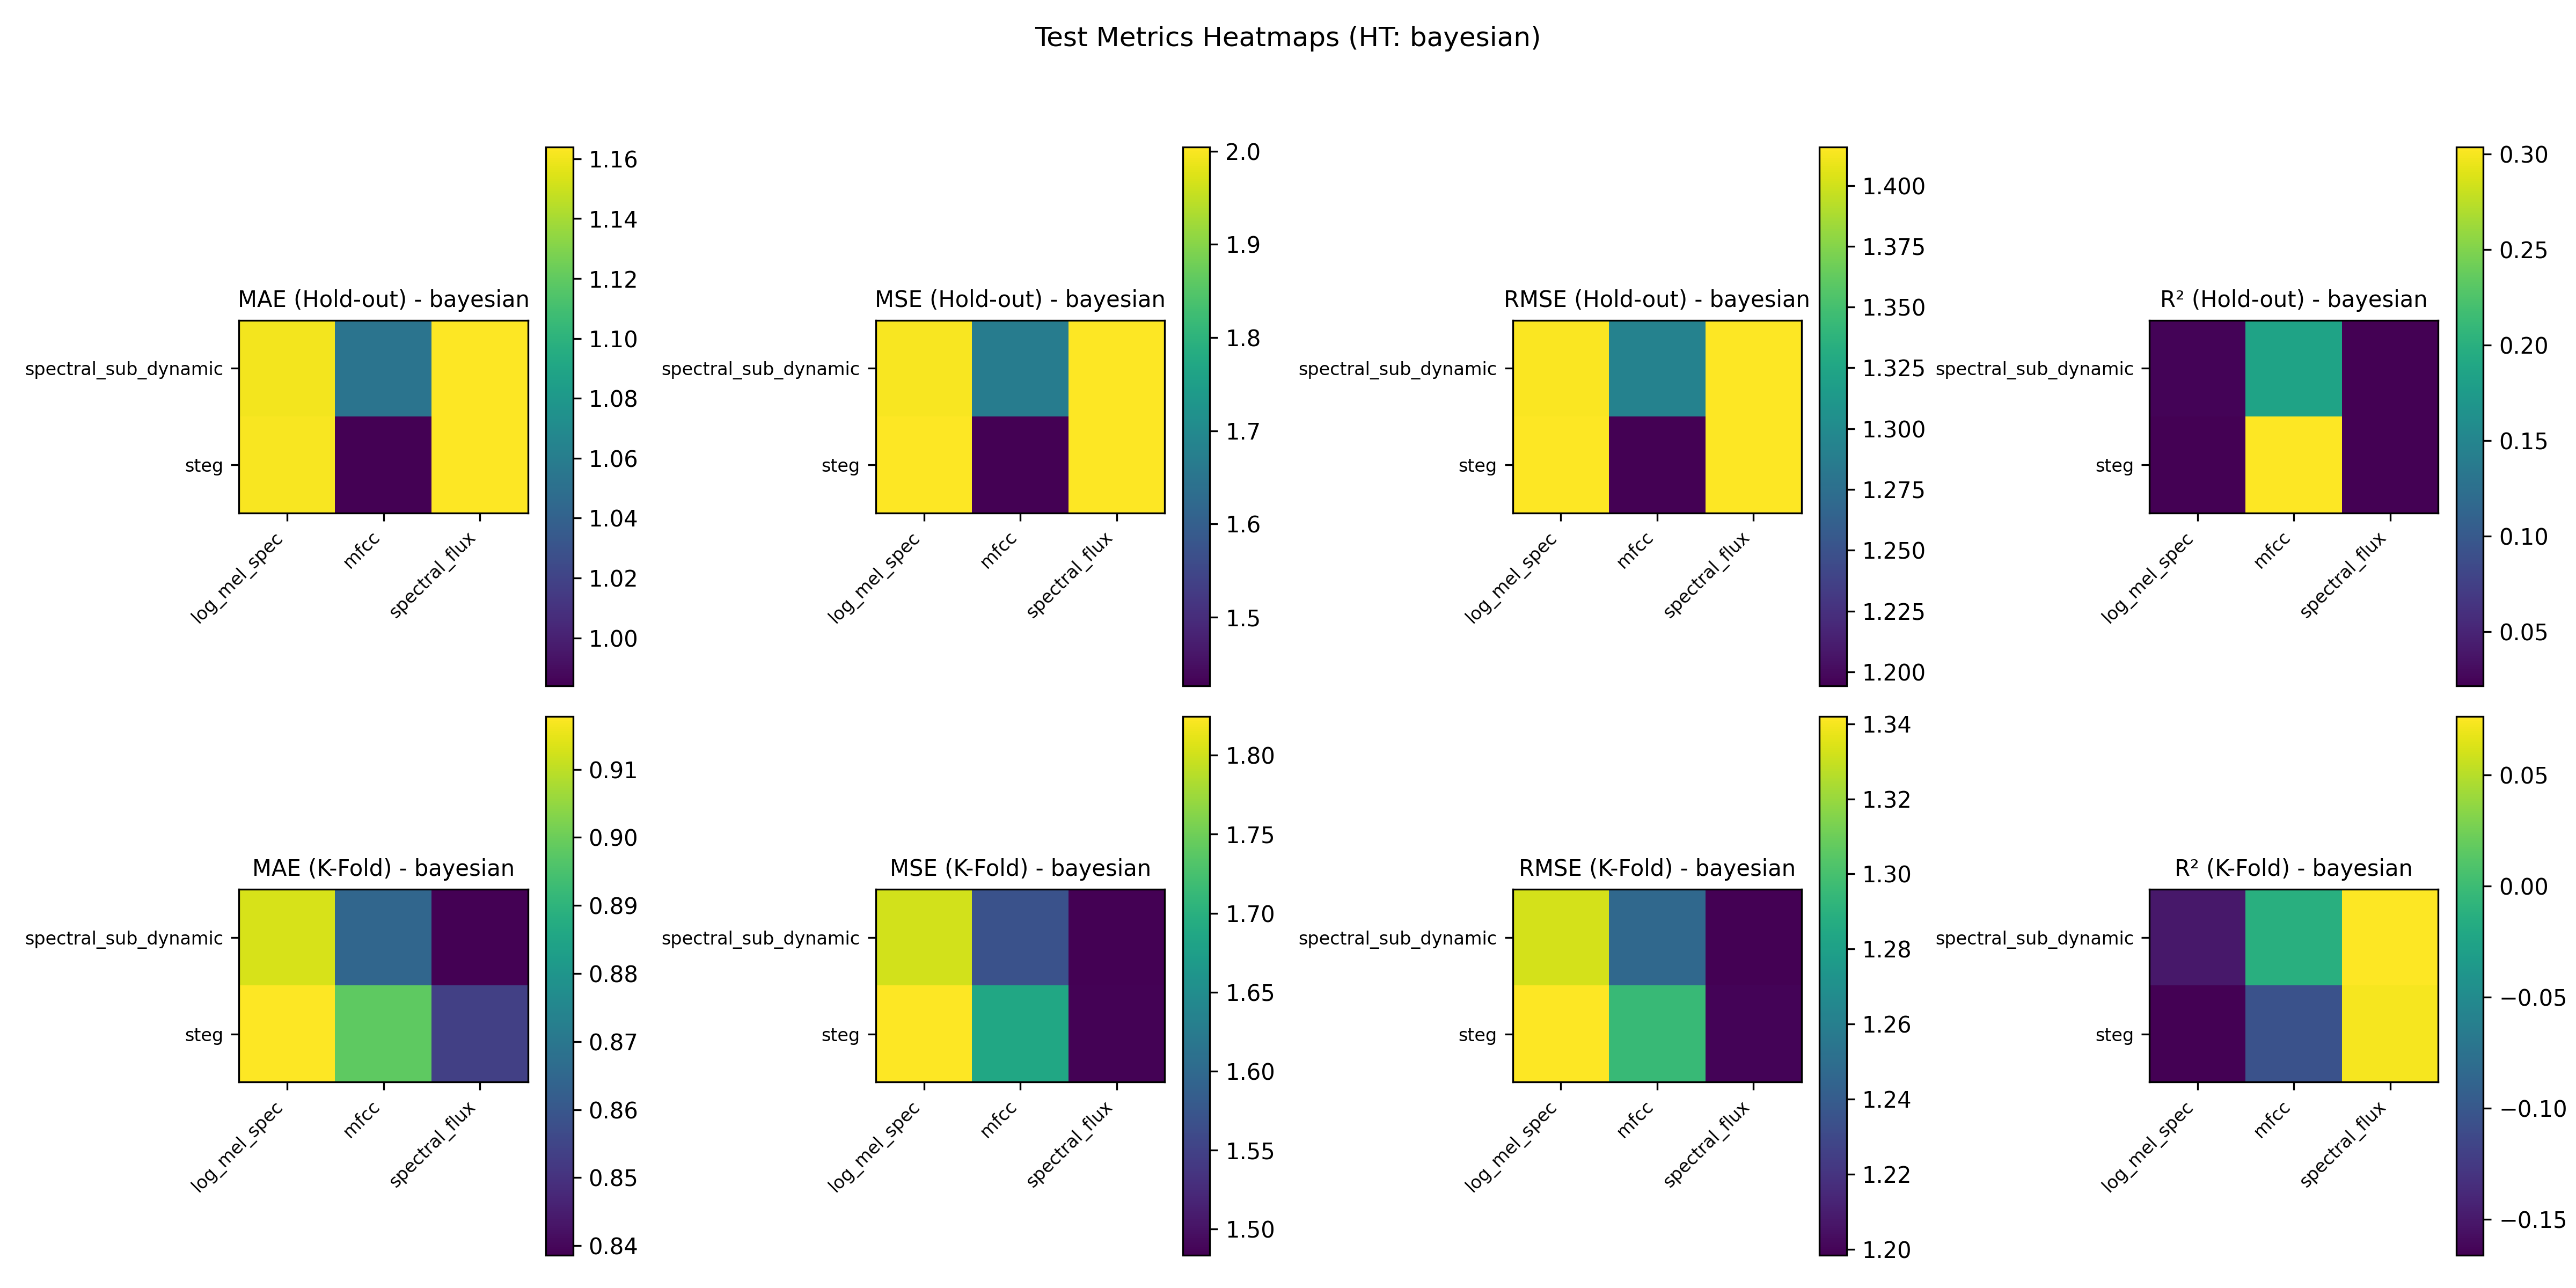 Test Metrics Heatmaps (HT: bayesian)
MAE (Hold-out) - bayesian
spectral_sub_dynamic
steg
log_mel_spec
mfcc
spectral_flux
1.16
1.14
1.12
1.10
1.08
1.06
1.04
1.02
1.00
MSE (Hold-out) - bayesian
spectral_sub_dynamic
steg
log_mel_spec
mfcc
spectral_flux
2.0
1.9
1.8
1.7
1.6
1.5
RMSE (Hold-out) - bayesian
spectral_sub_dynamic
steg
log_mel_spec
mfcc
spectral_flux
1.400
1.375
1.350
1.325
1.300
1.275
1.250
1.225
1.200
R² (Hold-out) - bayesian
spectral_sub_dynamic
steg
log_mel_spec
mfcc
spectral_flux
0.30
0.25
0.20
0.15
0.10
0.05
MAE (K-Fold) - bayesian
spectral_sub_dynamic
steg
log_mel_spec
mfcc
spectral_flux
0.91
0.90
0.89
0.88
0.87
0.86
0.85
0.84
MSE (K-Fold) - bayesian
spectral_sub_dynamic
steg
log_mel_spec
mfcc
spectral_flux
1.80
1.75
1.70
1.65
1.60
1.55
1.50
RMSE (K-Fold) - bayesian
spectral_sub_dynamic
steg
log_mel_spec
mfcc
spectral_flux
1.34
1.32
1.30
1.28
1.26
1.24
1.22
1.20
R² (K-Fold) - bayesian
spectral_sub_dynamic
steg
log_mel_spec
mfcc
spectral_flux
0.05
0.00
−0.05
−0.10
−0.15